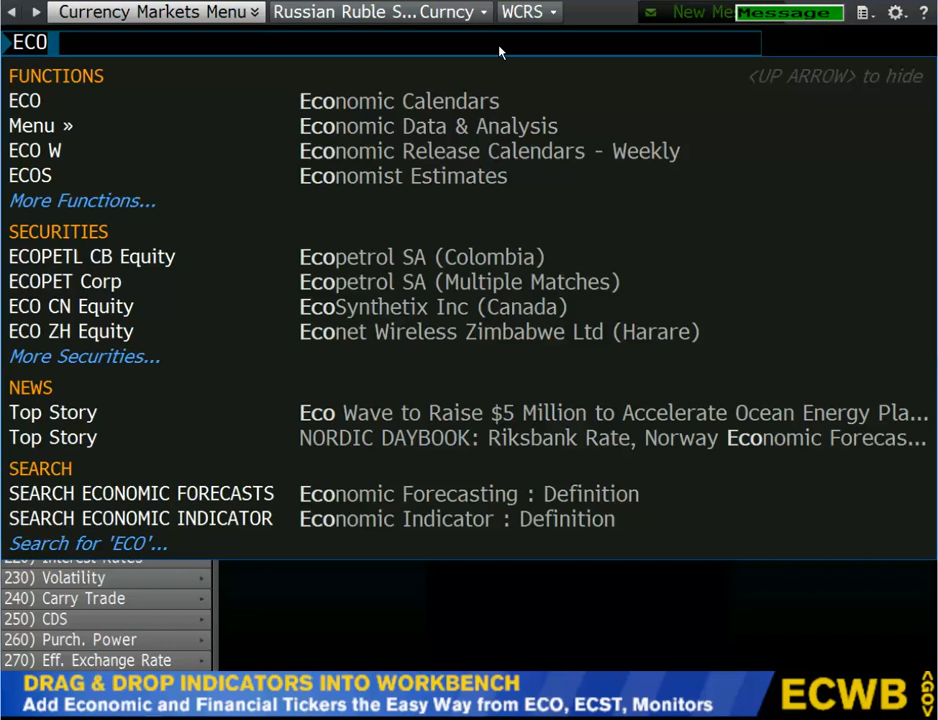 Currency Markets Menu Russian Ruble S...Curncy WCRS New Me Message ?
ECO
FUNCTIONS <UP ARROW> to hide
ECO Economic Calendars
Menu » Economic Data & Analysis
ECO W Economic Release Calendars - Weekly
ECOS Economist Estimates
More Functions...
SECURITIES
ECOPETL CB Equity Ecopetrol SA (Colombia)
ECOPET Corp Ecopetrol SA (Multiple Matches)
ECO CN Equity EcoSynthetix Inc (Canada)
ECO ZH Equity Econet Wireless Zimbabwe Ltd (Harare)
More Securities...
NEWS
Top Story Eco Wave to Raise $5 Million to Accelerate Ocean Energy Pla...
Top Story NORDIC DAYBOOK: Riksbank Rate, Norway Economic Forecas...
SEARCH
SEARCH ECONOMIC FORECASTS Economic Forecasting : Definition
SEARCH ECONOMIC INDICATOR Economic Indicator : Definition
Search for 'ECO'...
220) Interest Rates
230) Volatility
240) Carry Trade
250) CDS
260) Purch. Power
270) Eff. Exchange Rate
DRAG & DROP INDICATORS INTO WORKBENCH
Add Economic and Financial Tickers the Easy Way from ECO, ECST, Monitors
ECWB